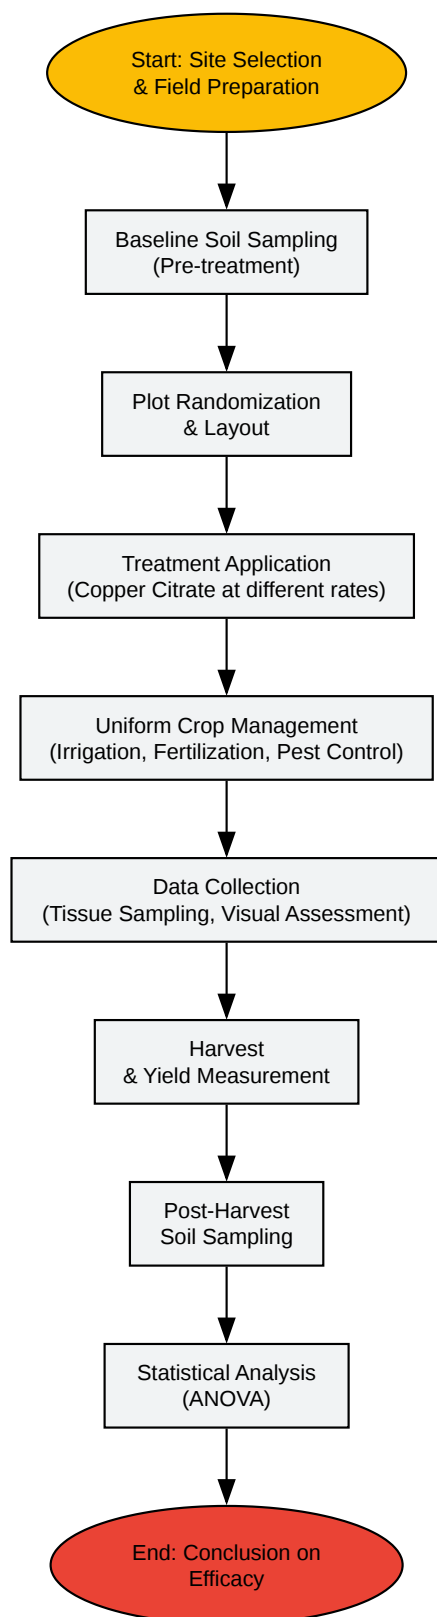 Start: Site Selection
& Field Preparation
Baseline Soil Sampling
(Pre-treatment)
Plot Randomization
& Layout
Treatment Application
(Copper Citrate at different rates)
Uniform Crop Management
(Irrigation, Fertilization, Pest Control)
Data Collection
(Tissue Sampling, Visual Assessment)
Harvest
& Yield Measurement
Post-Harvest
Soil Sampling
Statistical Analysis
(ANOVA)
End: Conclusion on
Efficacy